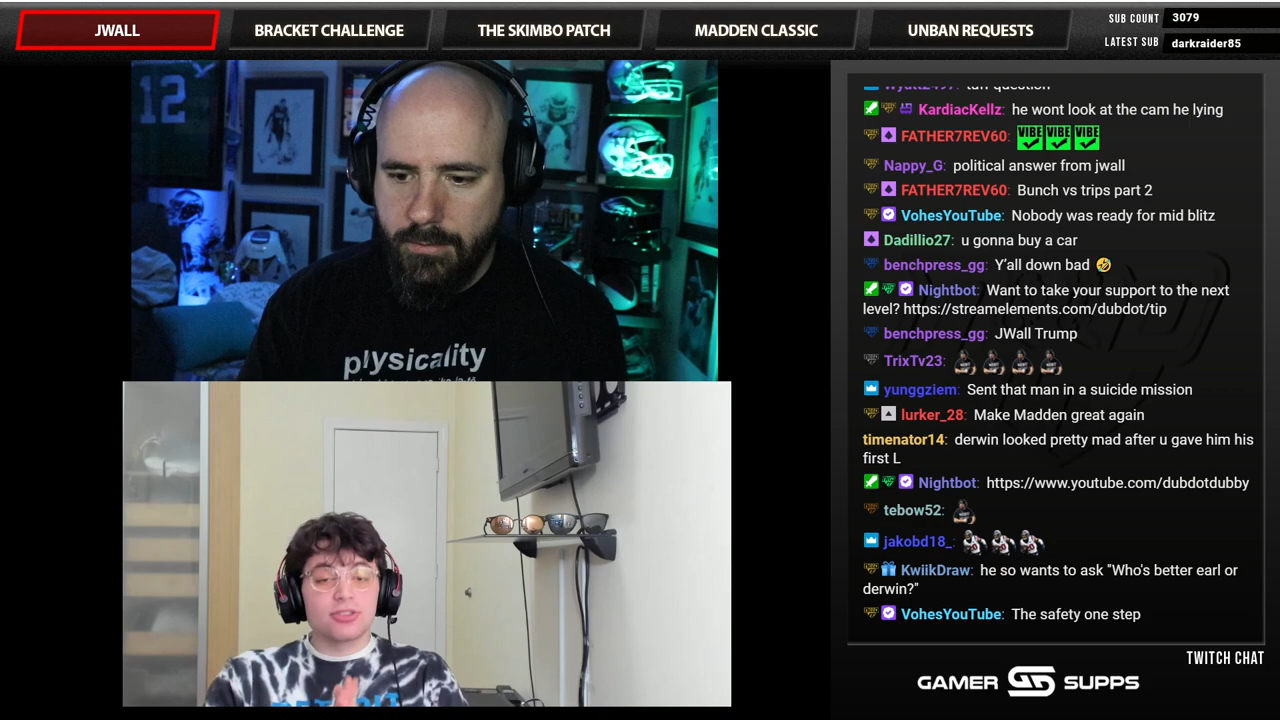 JWALL
BRACKET CHALLENGE
THE SKIMBO PATCH
MADDEN CLASSIC
UNBAN REQUESTS
SUB COUNT 3079
LATEST SUB darkraider85
12
physicality
KardiacKellz: he wont look at the cam he lying
FATHER7REV60: VIBE VIBE VIBE
Nappy_G: political answer from jwall
FATHER7REV60: Bunch vs trips part 2
VohesYouTube: Nobody was ready for mid blitz
Dadillio27: u gonna buy a car
benchpress_gg: Y'all down bad 🤣
Nightbot: Want to take your support to the next
level? https://streamelements.com/dubdot/tip
benchpress_gg: JWall Trump
TrixTv23:
yunggziem: Sent that man in a suicide mission
lurker_28: Make Madden great again
timenator14: derwin looked pretty mad after u gave him his
first L
Nightbot: https://www.youtube.com/dubdotdubby
tebow52:
jakobd18_:
KwiikDraw: he so wants to ask "Who's better earl or
derwin?"
VohesYouTube: The safety one step
TWITCH CHAT
GAMER SUPPS
DETROIT